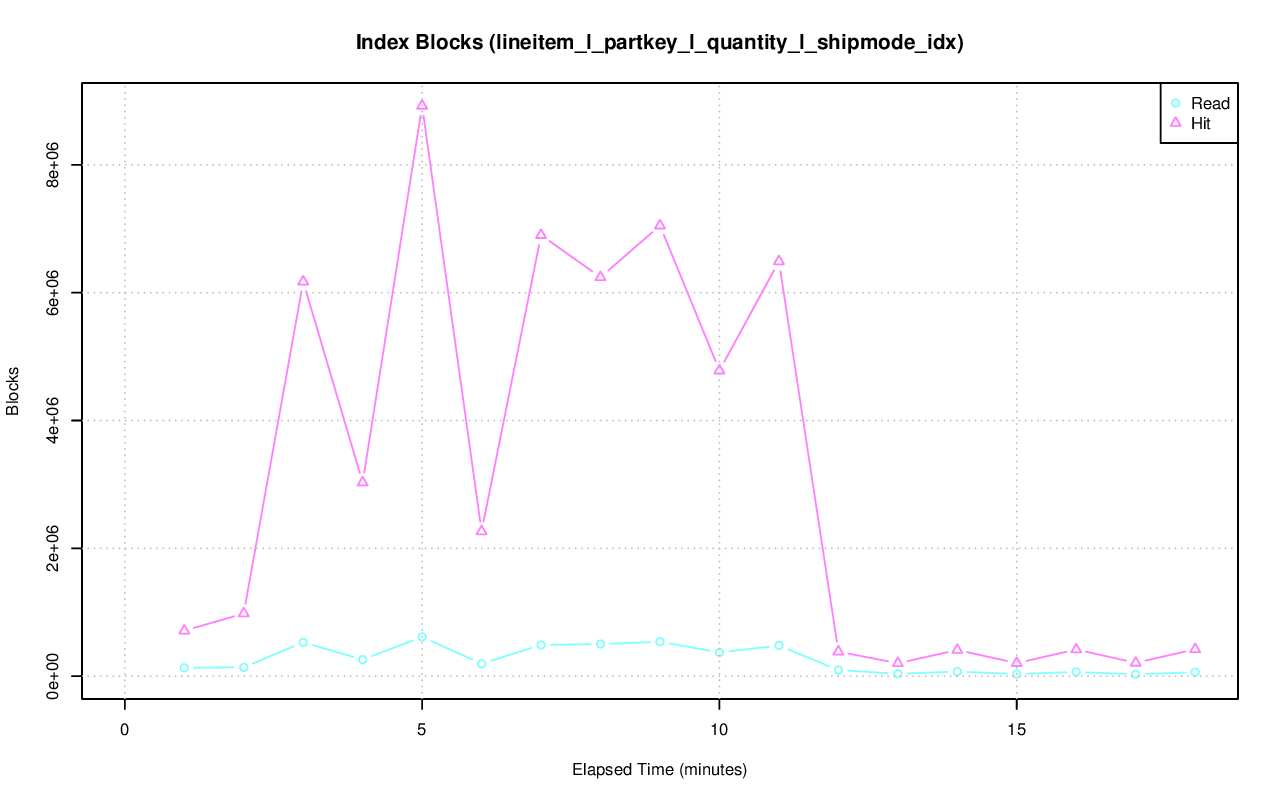 Index Blocks (lineitem_l_partkey_l_quantity_l_shipmode_idx)
Read
Hit
8e+06
6e+06
4e+06
2e+06
0e+00
Blocks
0
5
10
15
Elapsed Time (minutes)